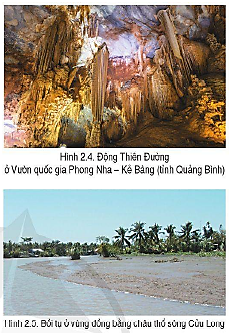 Hình 2.4. Động Thiên Đường
ở Vườn quốc gia Phong Nha – Kẻ Bàng (tỉnh Quảng Bình)
Hình 2.5. Bồi tụ ở vùng đồng bằng châu thổ sông Cửu Long